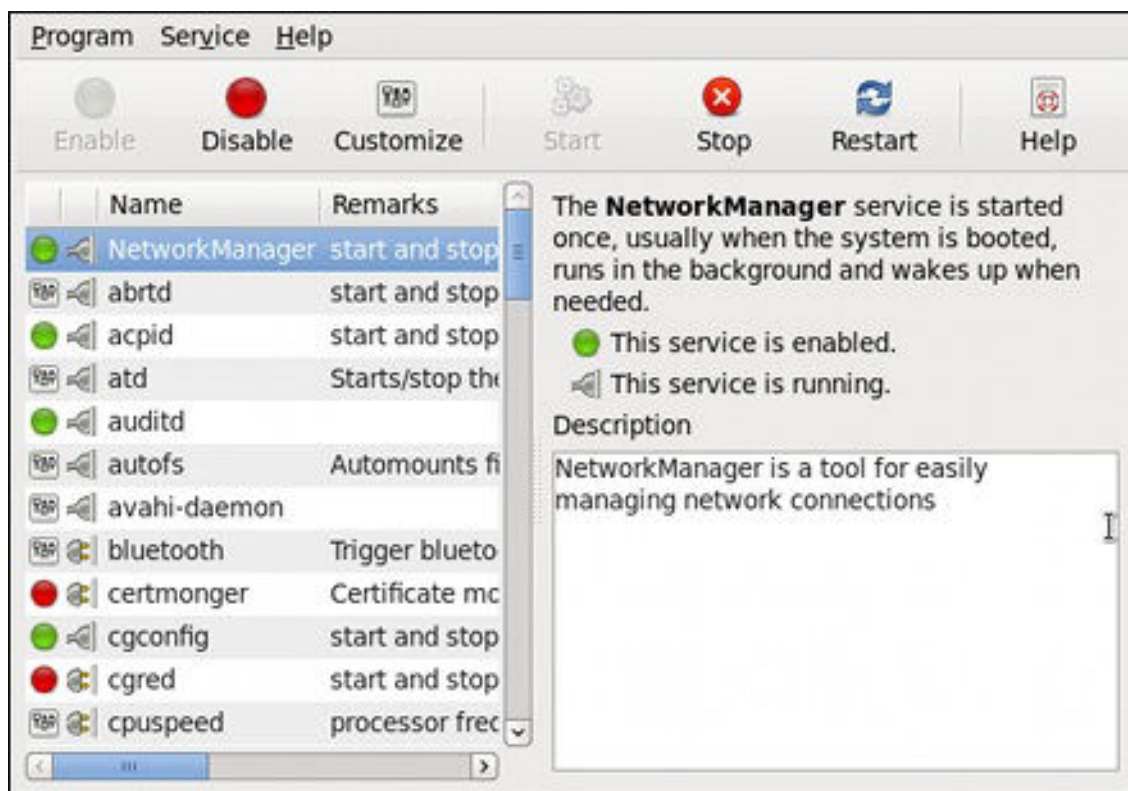 Program Service Help
Enable Disable Customize Start Stop Restart Help
Name Remarks
NetworkManager start and stop
abrtd start and stop
acpid start and stop
atd Starts/stop the
auditd
autofs Automounts fi
avahi-daemon
bluetooth Trigger blueto
certmonger Certificate mo
cgconfig start and stop
cgred start and stop
cpuspeed processor freq
The NetworkManager service is started
once, usually when the system is booted,
runs in the background and wakes up when
needed.
This service is enabled.
This service is running.
Description
NetworkManager is a tool for easily
managing network connections